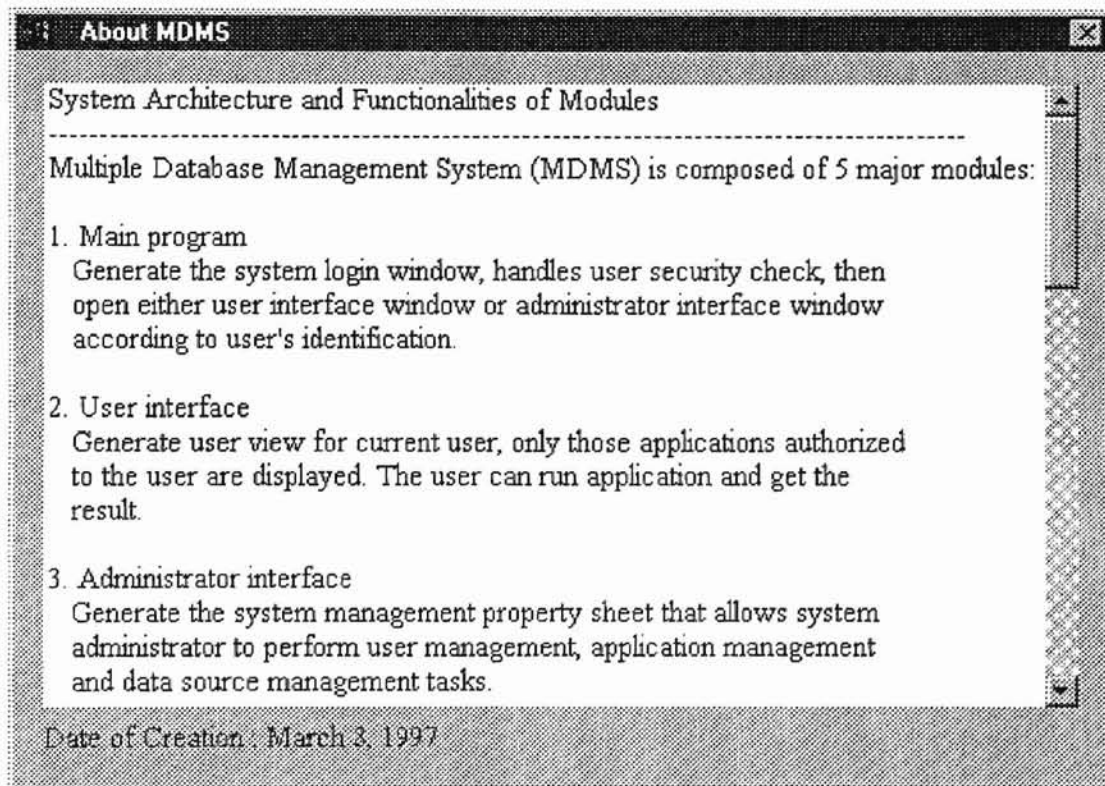 About MDMS
System Architecture and Functionalities of Modules
--------------------------------------------------------------------------------------------
Multiple Database Management System (MDMS) is composed of 5 major modules:
1. Main program
Generate the system login window, handles user security check, then
open either user interface window or administrator interface window
according to user's identification.
2. User interface
Generate user view for current user, only those applications authorized
to the user are displayed. The user can run application and get the
result.
3. Administrator interface
Generate the system management property sheet that allows system
administrator to perform user management, application management
and data source management tasks.
Date of Creation : March 3, 1997